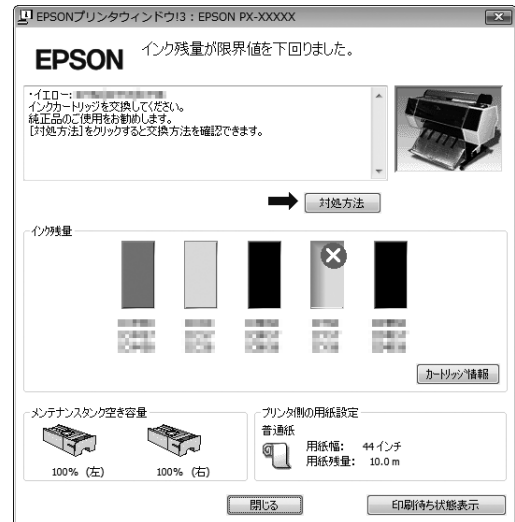 EPSONプリンタウィンドウ!3 : EPSON PX-XXXXX
EPSON
インク残量が限界値を下回りました。
・イエロー:
インクカートリッジを交換してください。
純正品のご使用をお勧めします。
[対処方法]をクリックすると交換方法を確認できます。
対処方法
インク残量
カートリッジ情報
メンテナンスタンク空き容量
100% (左)
100% (右)
プリンタ側の用紙設定
普通紙
用紙幅: 44 インチ
用紙残量: 10.0 m
閉じる
印刷待ち状態表示